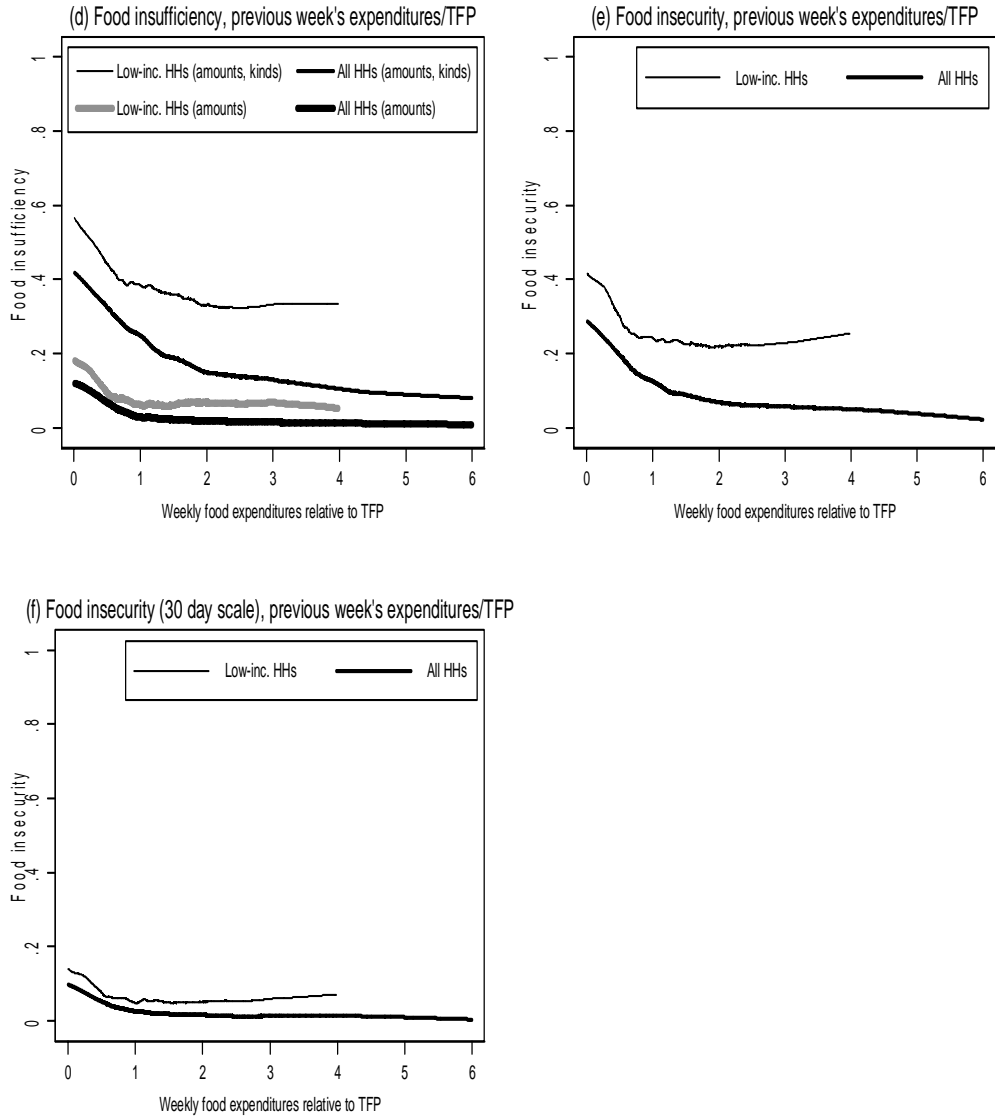 (d) Food insufficiency, previous week's expenditures/TFP
Low-inc. HHs (amounts, kinds) All HHs (amounts, kinds)
Low-inc. HHs (amounts) All HHs (amounts)
Food insufficiency
1
.8
.6
.4
.2
0
0 1 2 3 4 5 6
Weekly food expenditures relative to TFP
(e) Food insecurity, previous week's expenditures/TFP
Low-inc. HHs All HHs
Food insecurity
1
.8
.6
.4
.2
0
0 1 2 3 4 5 6
Weekly food expenditures relative to TFP
(f) Food insecurity (30 day scale), previous week's expenditures/TFP
Low-inc. HHs All HHs
Food insecurity
1
.8
.6
.4
.2
0
0 1 2 3 4 5 6
Weekly food expenditures relative to TFP